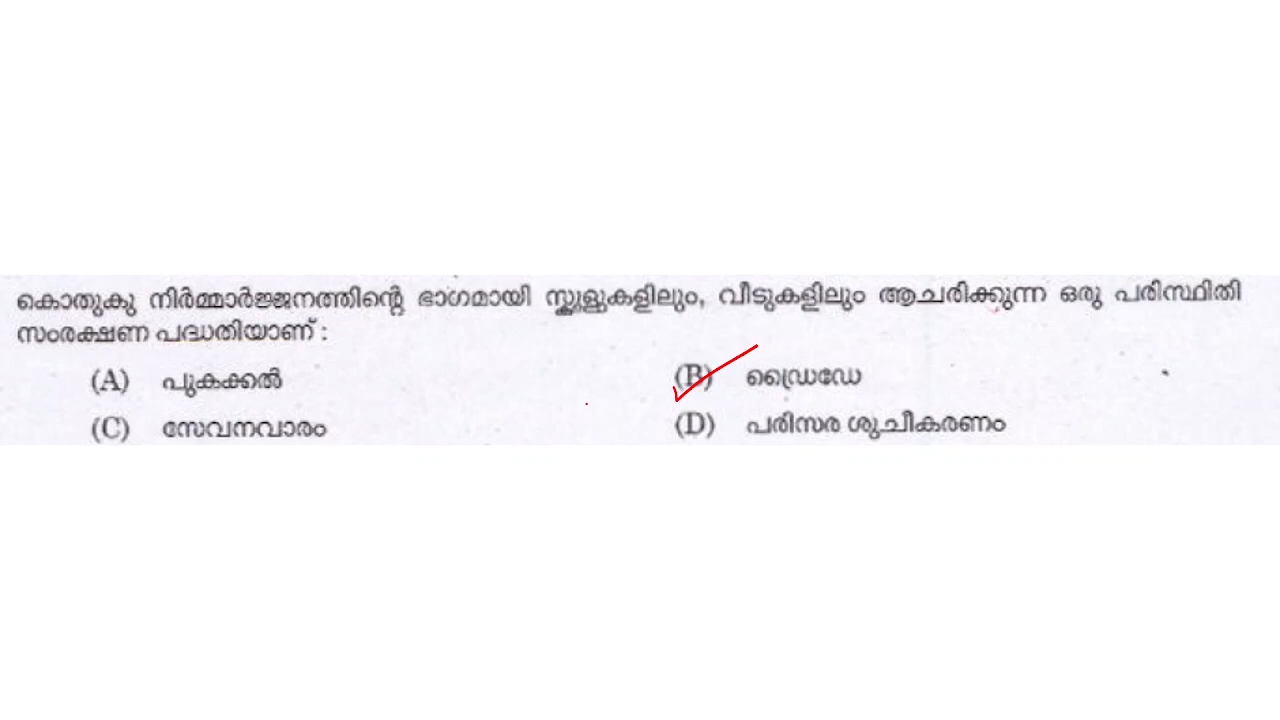 കൊതുകു നിർമ്മാർജ്ജനത്തിന്റെ ഭാഗമായി സ്കൂളുകളിലും, വീടുകളിലും ആചരിക്കുന്ന ഒരു പരിസ്ഥിതി
സംരക്ഷണ പദ്ധതിയാണ് :
(A) പുകക്കൽ (B) ഡ്രൈഡേ
(C) സേവനവാരം (D) പരിസര ശുചീകരണം